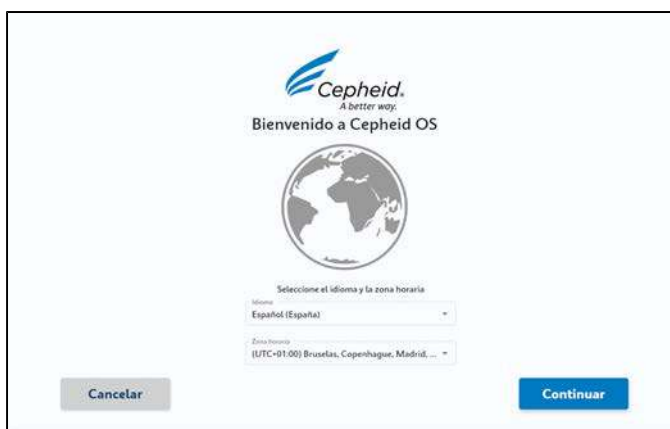 Cepheid.
A better way.
Bienvenido a Cepheid OS
Seleccione el idioma y la zona horaria
Idioma
Español (España)
Zona horaria
(UTC+01:00) Bruselas, Copenhague, Madrid, ...
Cancelar
Continuar